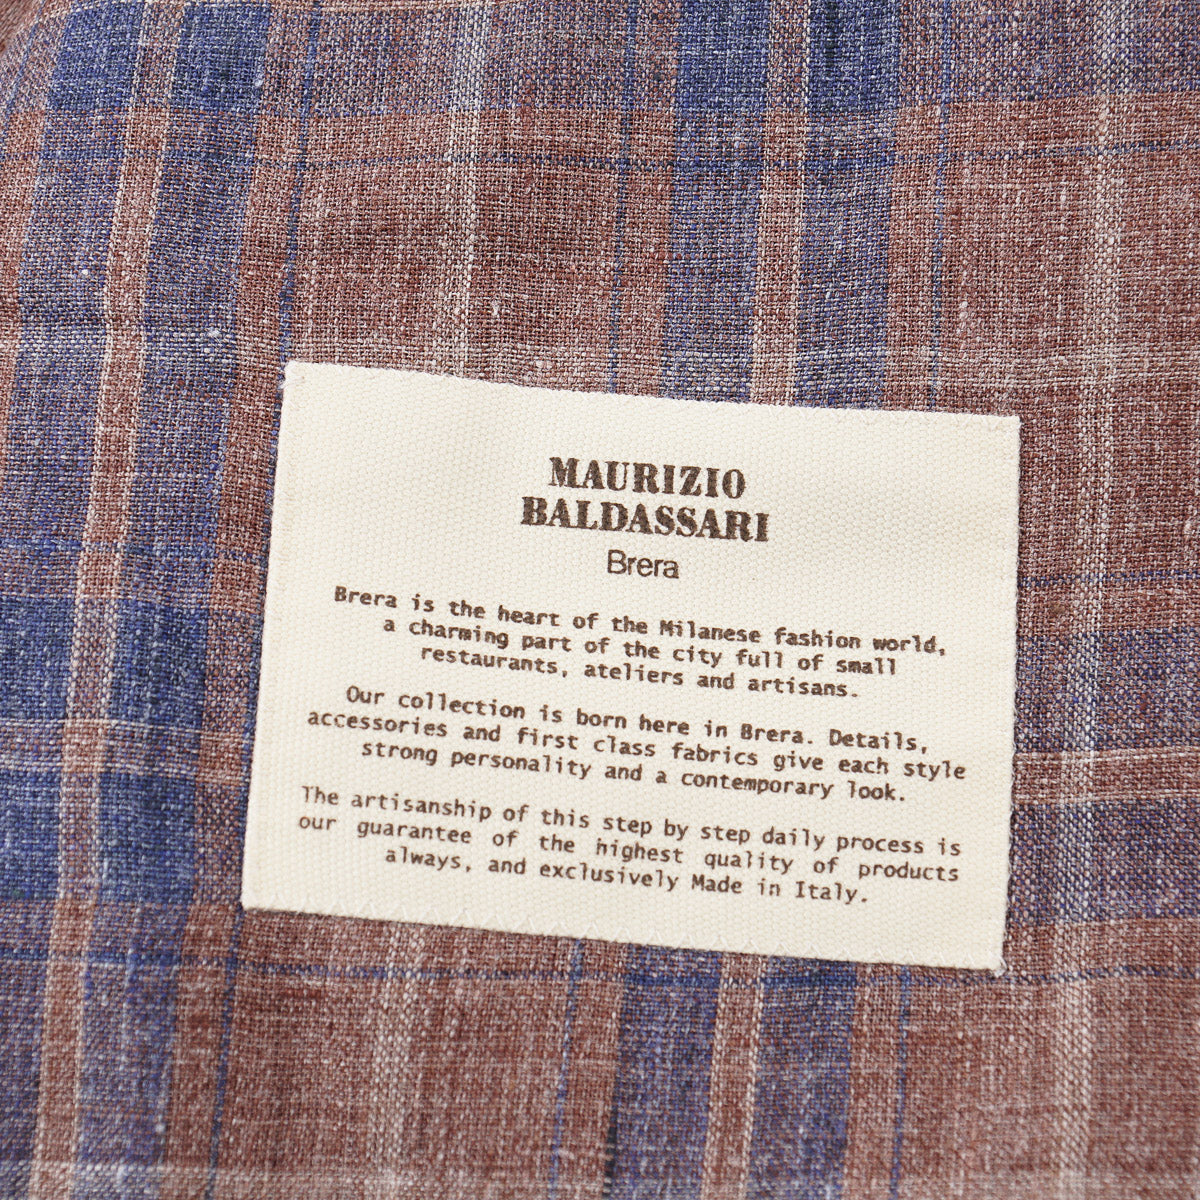 MAURIZIO
BALDASSARI
Brera
Brera is the heart of the Milanese fashion world,
a charming part of the city full of small
restaurants, ateliers and artisans.
Our collection is born here in Brera. Details,
accessories and first class fabrics give each style
strong personality and a contemporary look.
The artisanship of this step by step daily process is
our guarantee of the highest quality of products
always, and exclusively Made in Italy.